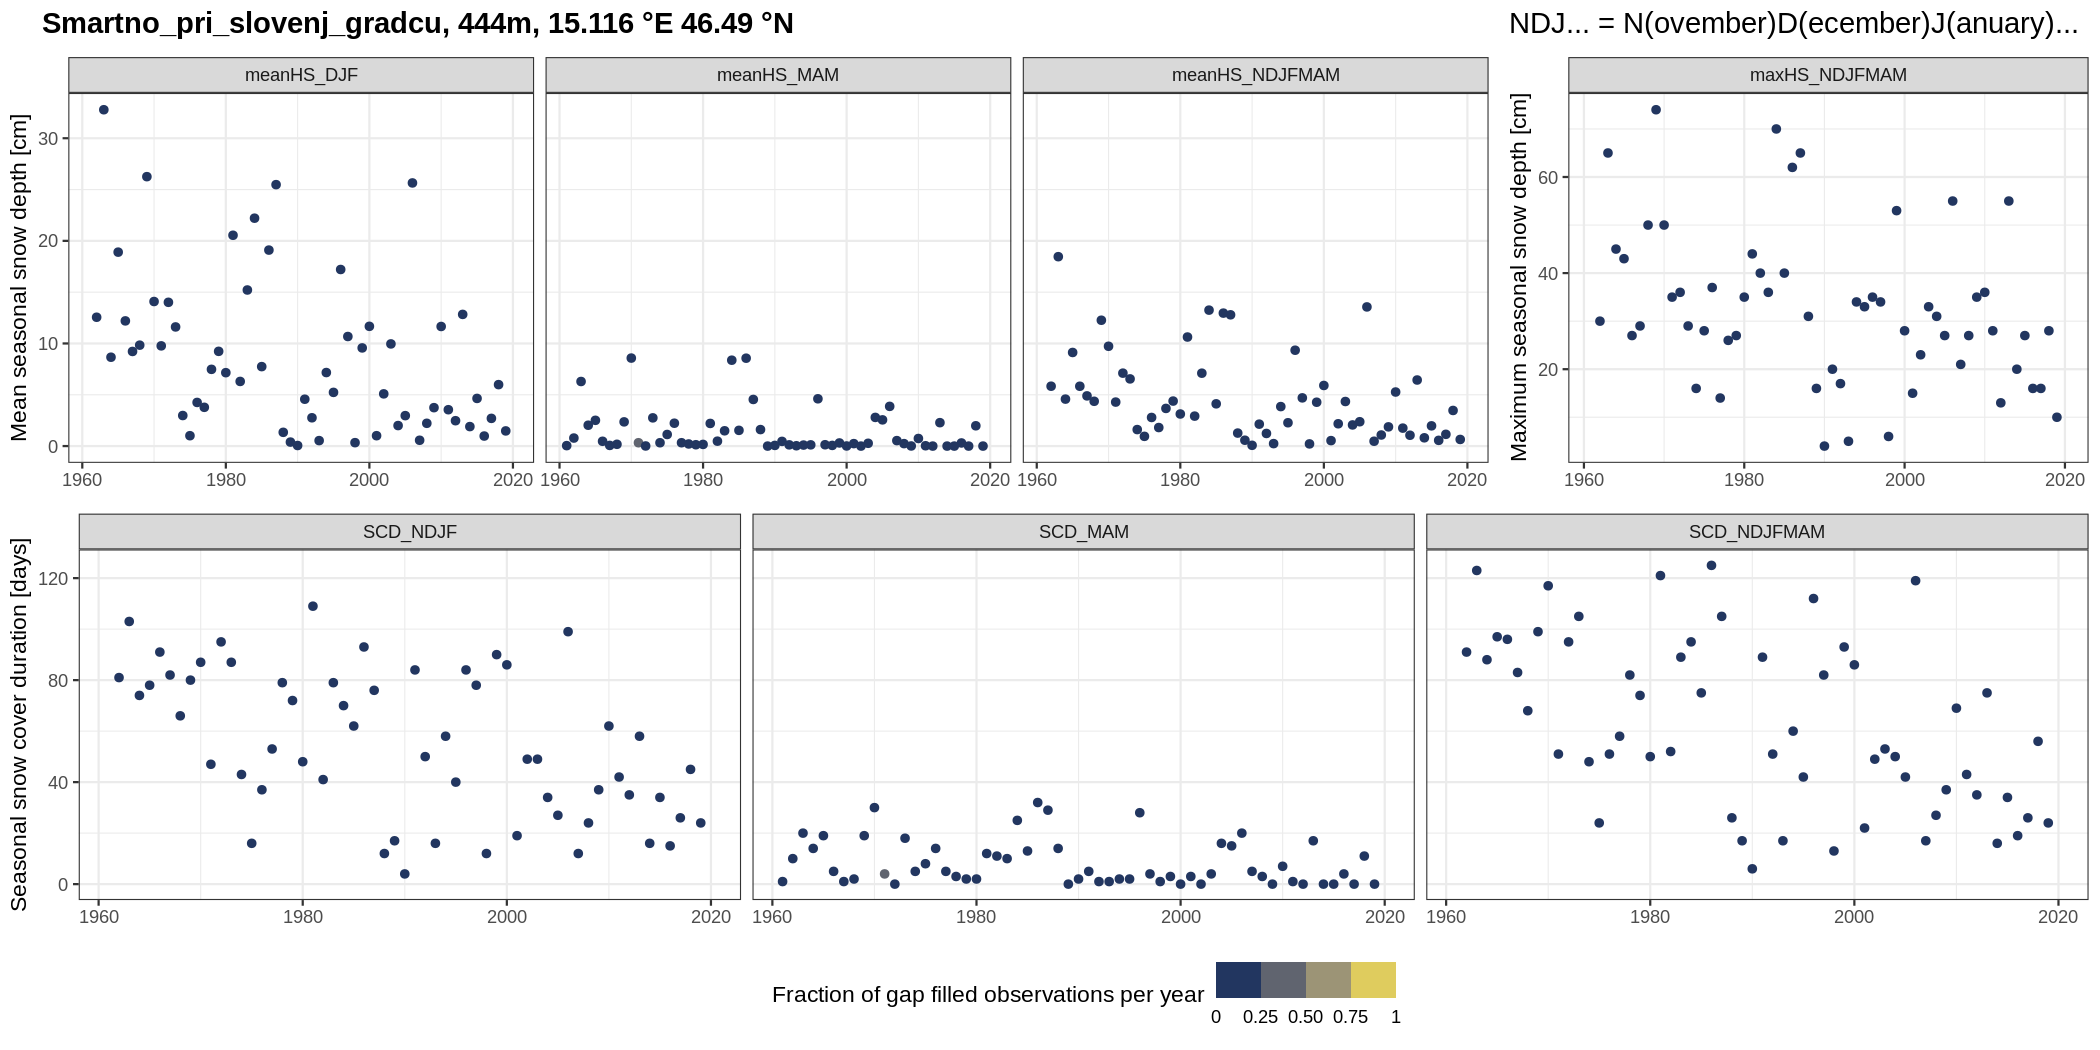 Smartno_pri_slovenj_gradcu, 444m, 15.116 °E 46.49 °N
NDJ... = N(ovember)D(ecember)J(anuary)...
meanHS_DJF
meanHS_MAM
meanHS_NDJFMAM
maxHS_NDJFMAM
Mean seasonal snow depth [cm]
30
20
10
0
1960 1980 2000 2020
1960 1980 2000 2020
1960 1980 2000 2020
Maximum seasonal snow depth [cm]
60
40
20
1960 1980 2000 2020
SCD_NDJF
SCD_MAM
SCD_NDJFMAM
Seasonal snow cover duration [days]
120
80
40
0
1960 1980 2000 2020
1960 1980 2000 2020
1960 1980 2000 2020
Fraction of gap filled observations per year
0 0.25 0.50 0.75 1